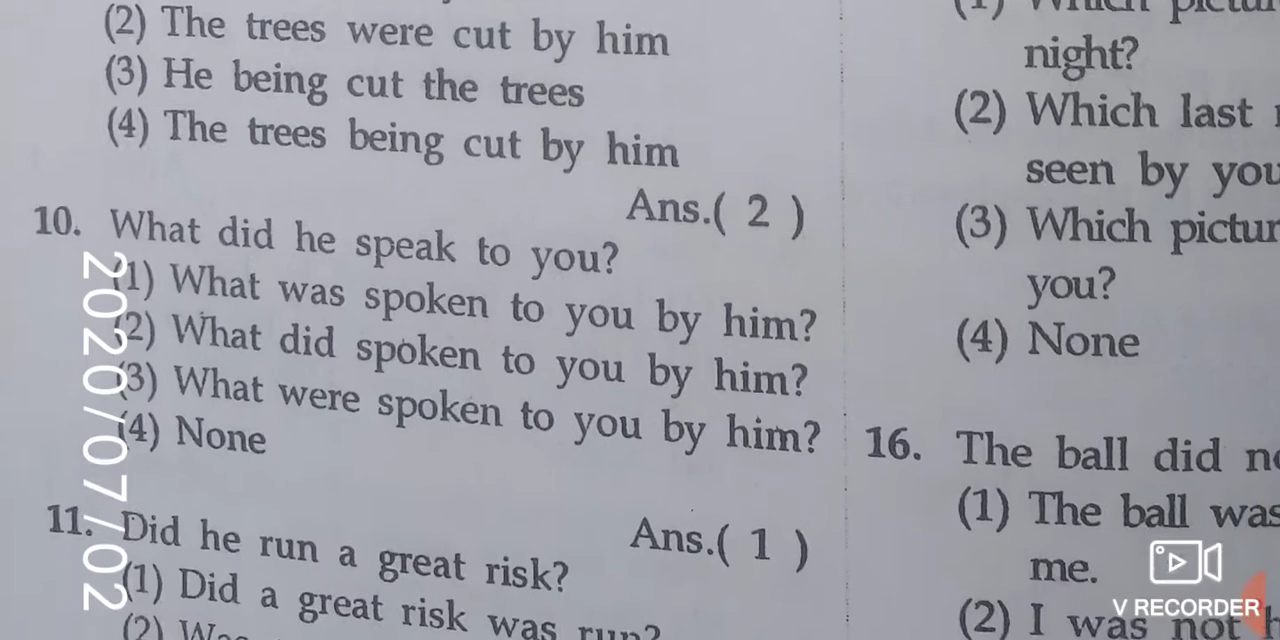 (2) The trees were cut by him
(3) He being cut the trees
(4) The trees being cut by him
Ans.( 2 )
10. What did he speak to you?
(1) What was spoken to you by him?
(2) What did spoken to you by him?
(3) What were spoken to you by him?
(4) None
Ans.( 1 )
11. Did he run a great risk?
(1) Did a great risk was run?
(2)
(1) Which
night?
(2) Which last
seen by you
(3) Which
you?
(4) None
16. The ball did
(1) The ball was
me.
(2) I was not
2020/07/02
V RECORDER